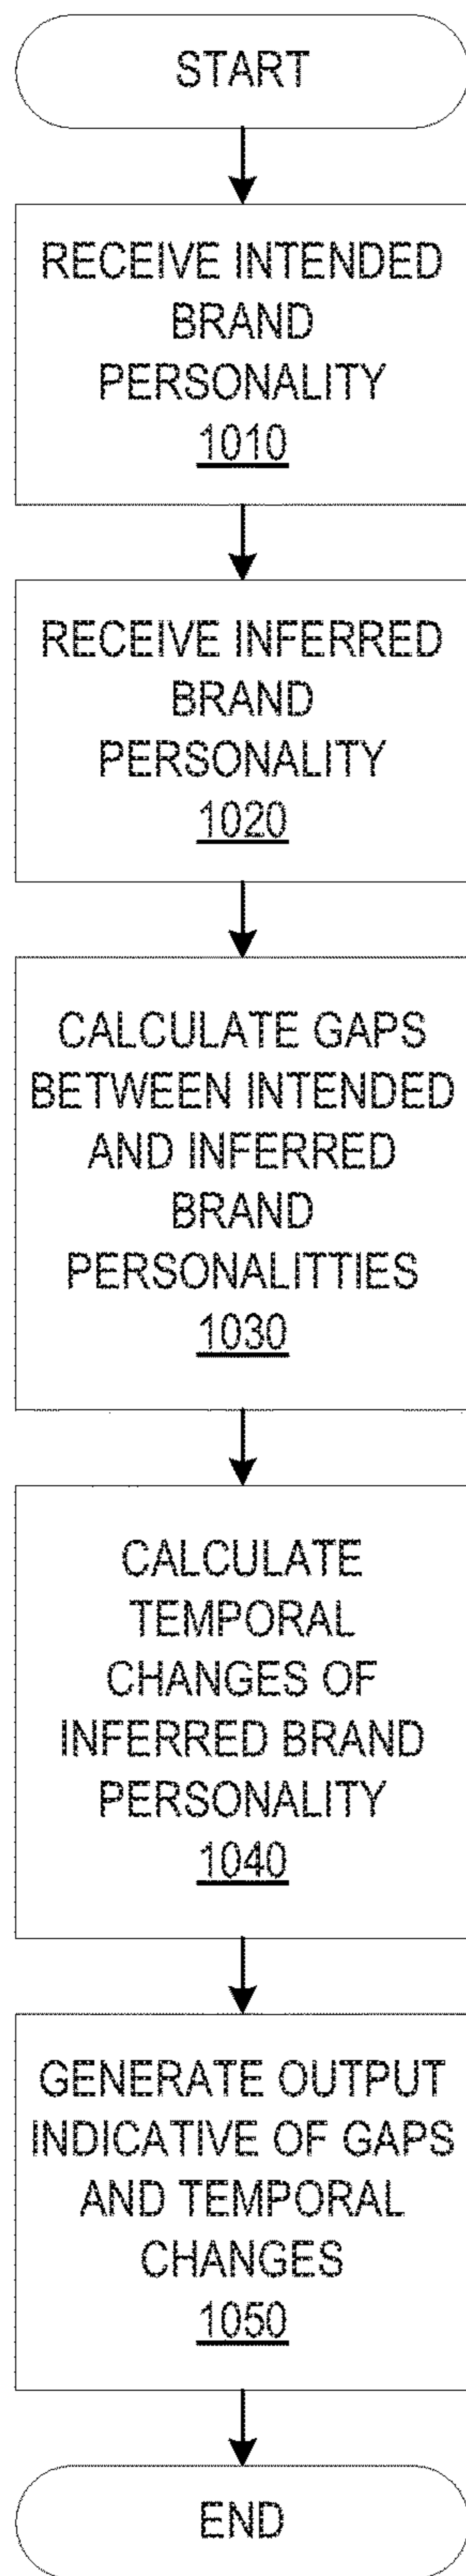 START
RECEIVE INTENDED
BRAND
PERSONALITY
1010
RECEIVE INFERRED
BRAND
PERSONALITY
1020
CALCULATE GAPS
BETWEEN INTENDED
AND INFERRED
BRAND
PERSONALITTIES
1030
CALCULATE
TEMPORAL
CHANGES OF
INFERRED BRAND
PERSONALITY
1040
GENERATE OUTPUT
INDICATIVE OF GAPS
AND TEMPORAL
CHANGES
1050
END